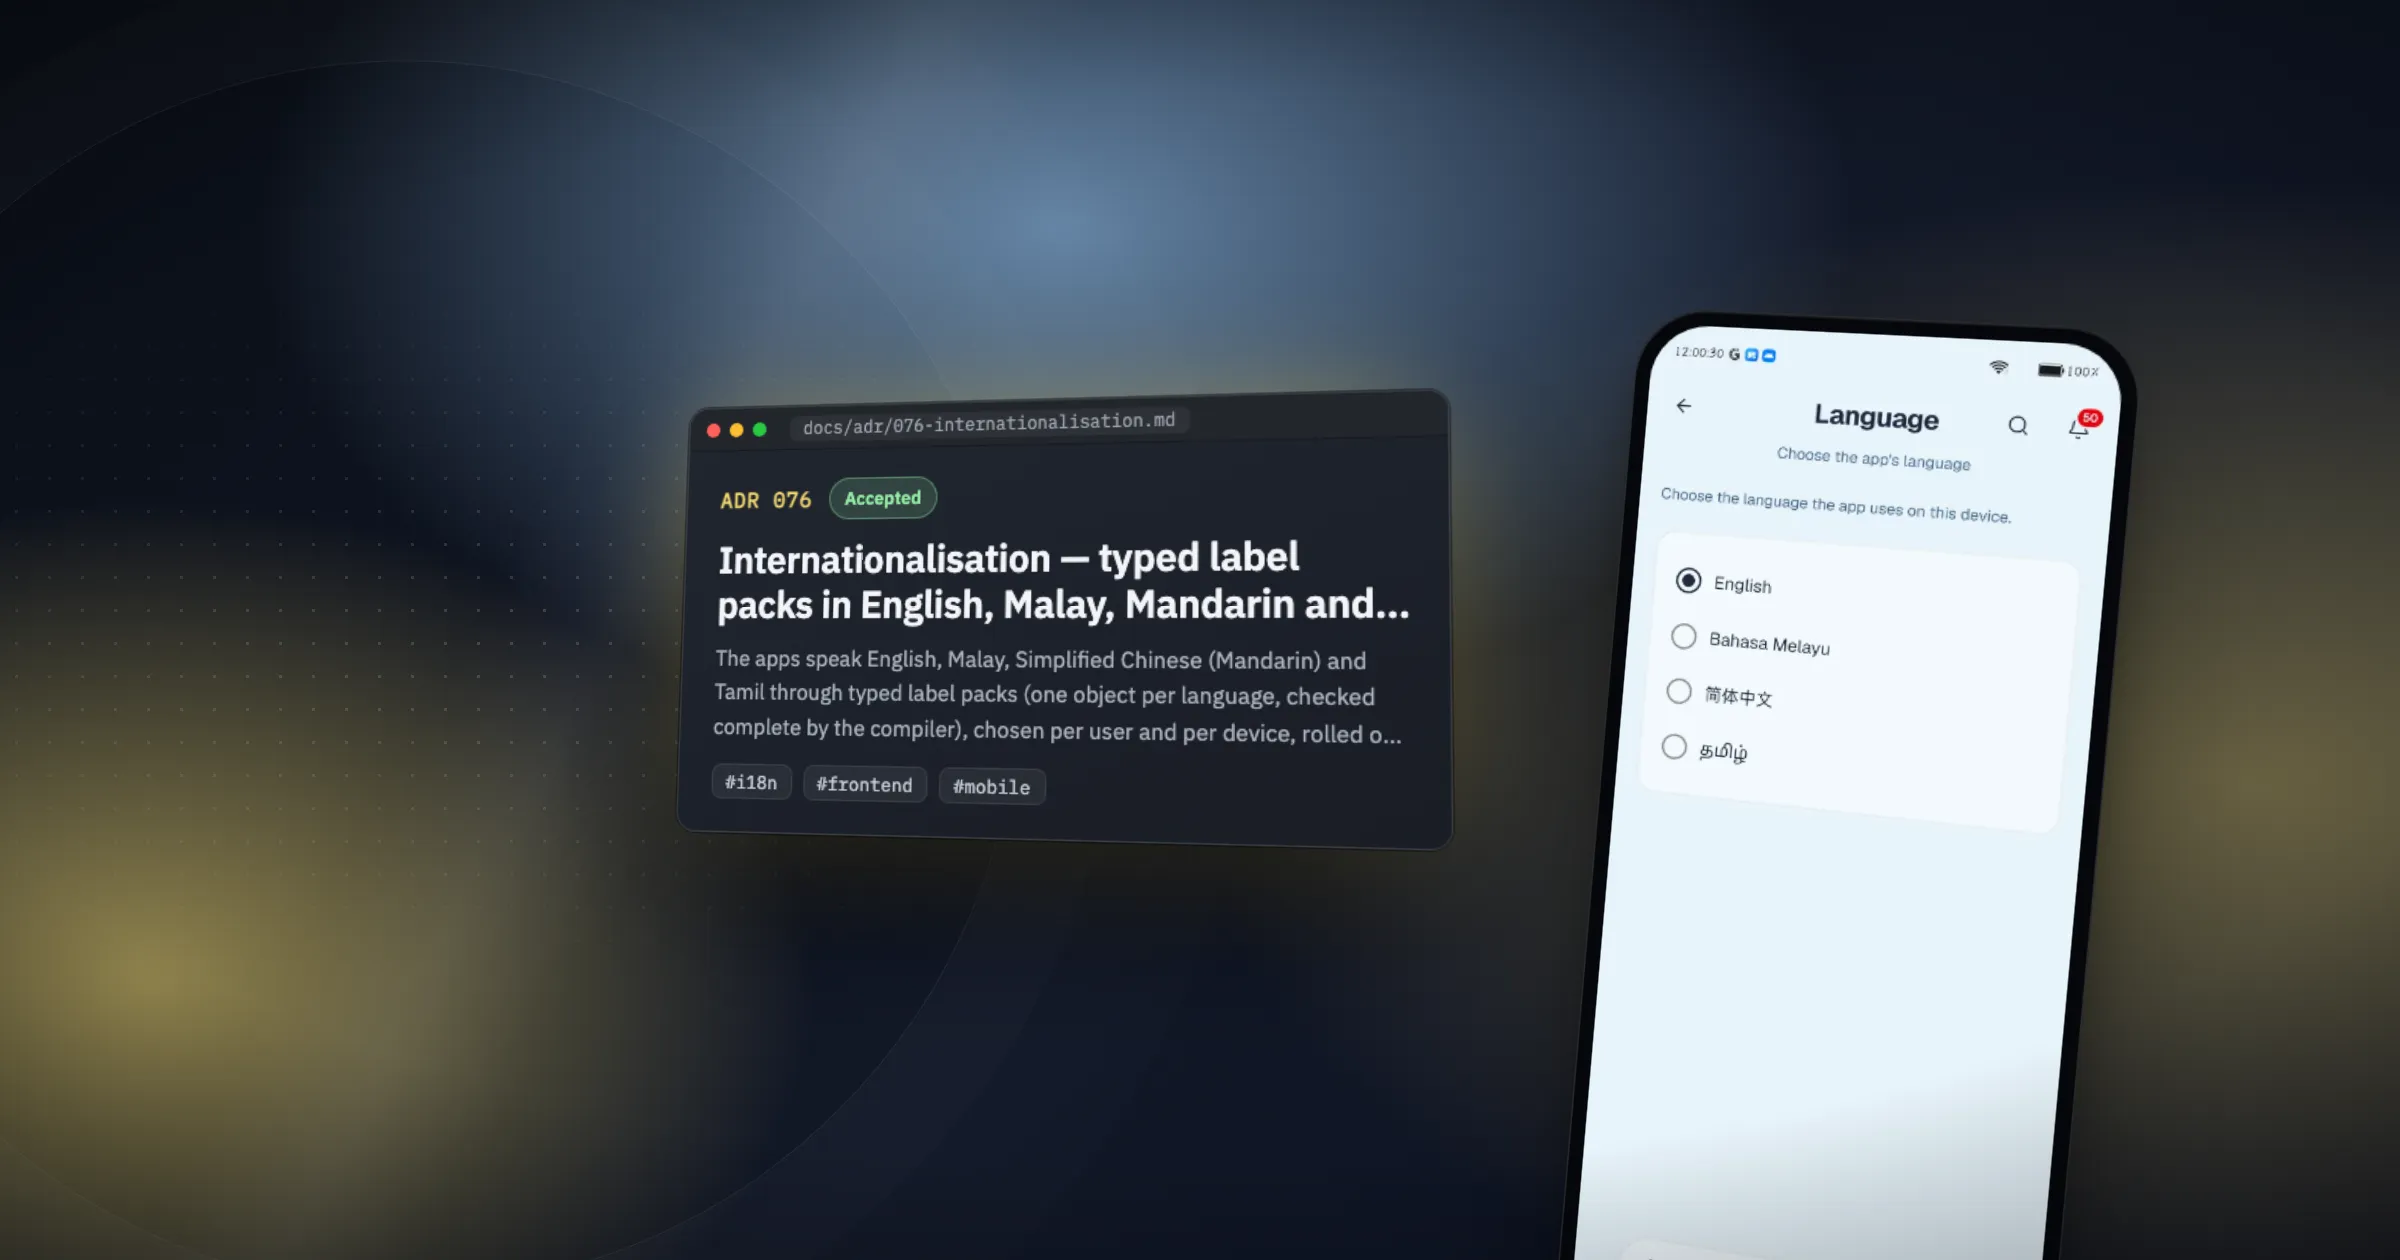 docs/adr/076-internationalisation.md
ADR 076 Accepted
Internationalisation — typed label
packs in English, Malay, Mandarin and...
The apps speak English, Malay, Simplified Chinese (Mandarin) and
Tamil through typed label packs (one object per language, checked
complete by the compiler), chosen per user and per device, rolled o...
#i18n #frontend #mobile
12:00:30 100%
Language
50
Choose the app's language
Choose the language the app uses on this device.
English
Bahasa Melayu
简体中文
தமிழ்